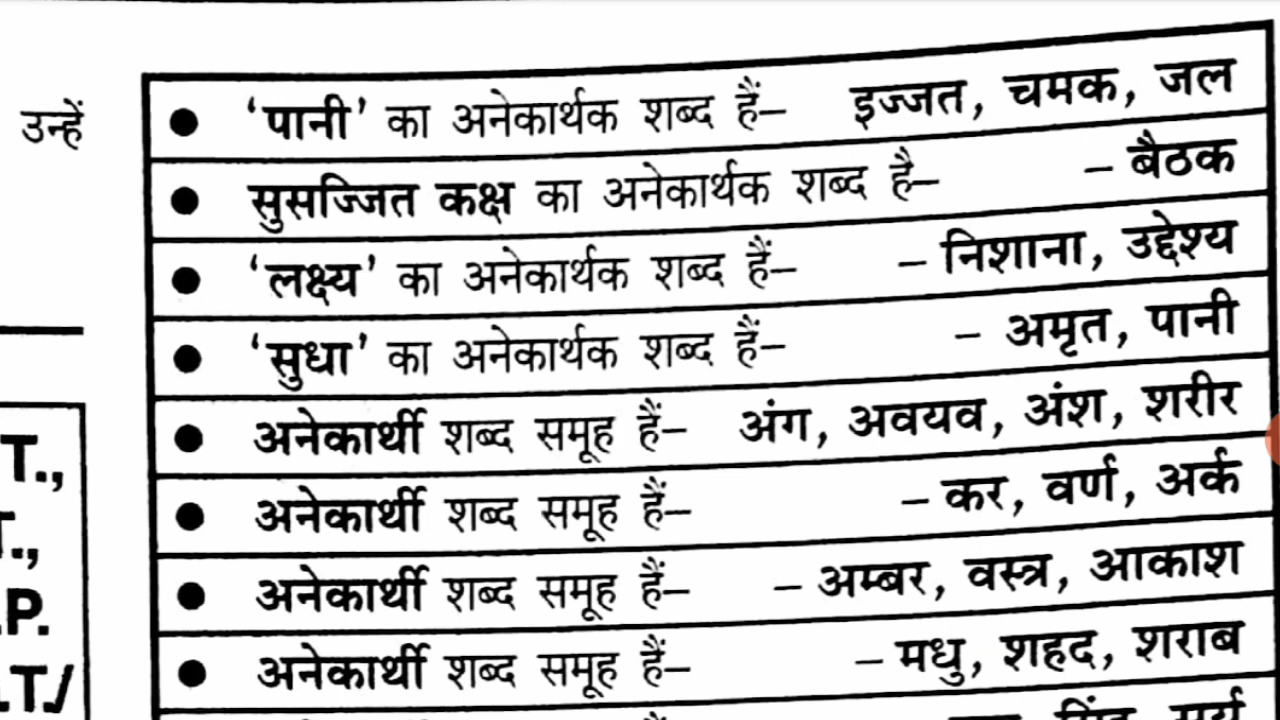 उन्हें
● 'पानी' का अनेकार्थक शब्द हैं– इज्जत, चमक, जल
● सुसज्जित कक्ष का अनेकार्थक शब्द है– – बैठक
● 'लक्ष्य' का अनेकार्थक शब्द हैं– – निशाना, उद्देश्य
● 'सुधा' का अनेकार्थक शब्द हैं– – अमृत, पानी
● अनेकार्थी शब्द समूह हैं– अंग, अवयव, अंश, शरीर
● अनेकार्थी शब्द समूह हैं– – कर, वर्ण, अर्क
● अनेकार्थी शब्द समूह हैं– – अम्बर, वस्त्र, आकाश
● अनेकार्थी शब्द समूह हैं– – मधु, शहद, शराब
T.,
T.,
.P.
.T./